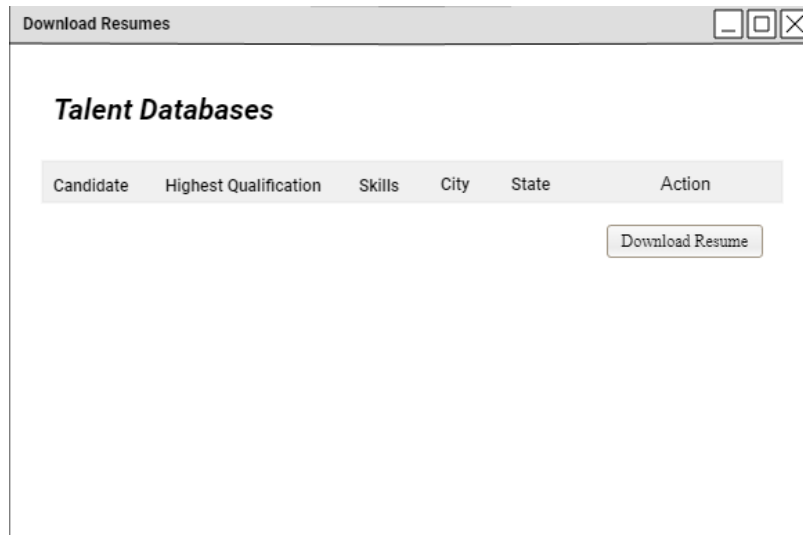 Download Resumes
Talent Databases
Candidate Highest Qualification Skills City State Action
Download Resume